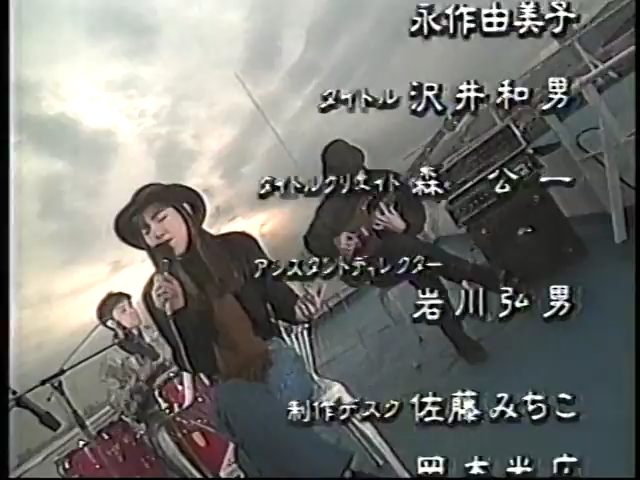 永作由美子
タイトル 沢井和男
タイトルクリエイト 森 公一
アシスタントディレクター
岩川弘男
制作デスク 佐藤みちこ